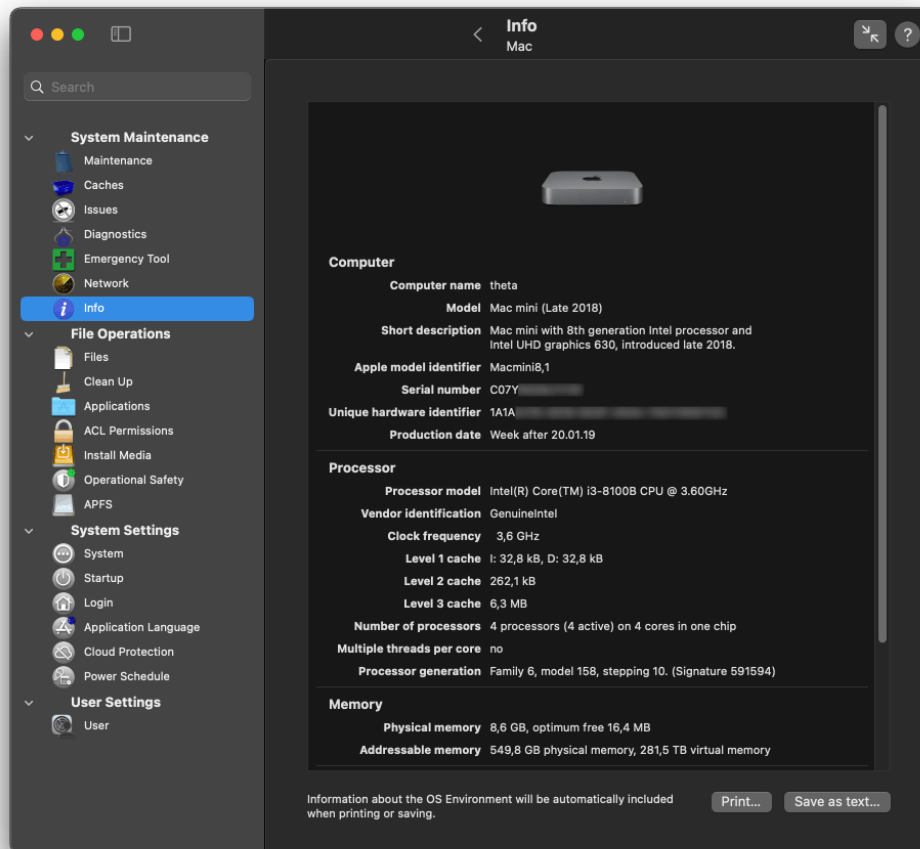 Info
Mac
?
Search
System Maintenance
Maintenance
Caches
Issues
Diagnostics
Emergency Tool
Network
Info
File Operations
Files
Clean Up
Applications
ACL Permissions
Install Media
Operational Safety
APFS
System Settings
System
Startup
Login
Application Language
Cloud Protection
Power Schedule
User Settings
User
Computer
Computer name theta
Model Mac mini (Late 2018)
Short description Mac mini with 8th generation Intel processor and
Intel UHD graphics 630, introduced late 2018.
Apple model identifier Macmini8,1
Serial number C07Y
Unique hardware identifier 1A1A
Production date Week after 20.01.19
Processor
Processor model Intel(R) Core(TM) i3-8100B CPU @ 3.60GHz
Vendor identification GenuineIntel
Clock frequency 3,6 GHz
Level 1 cache I: 32,8 kB, D: 32,8 kB
Level 2 cache 262,1 kB
Level 3 cache 6,3 MB
Number of processors 4 processors (4 active) on 4 cores in one chip
Multiple threads per core no
Processor generation Family 6, model 158, stepping 10. (Signature 591594)
Memory
Physical memory 8,6 GB, optimum free 16,4 MB
Addressable memory 549,8 GB physical memory, 281,5 TB virtual memory
Information about the OS Environment will be automatically included
when printing or saving.
Print...
Save as text...